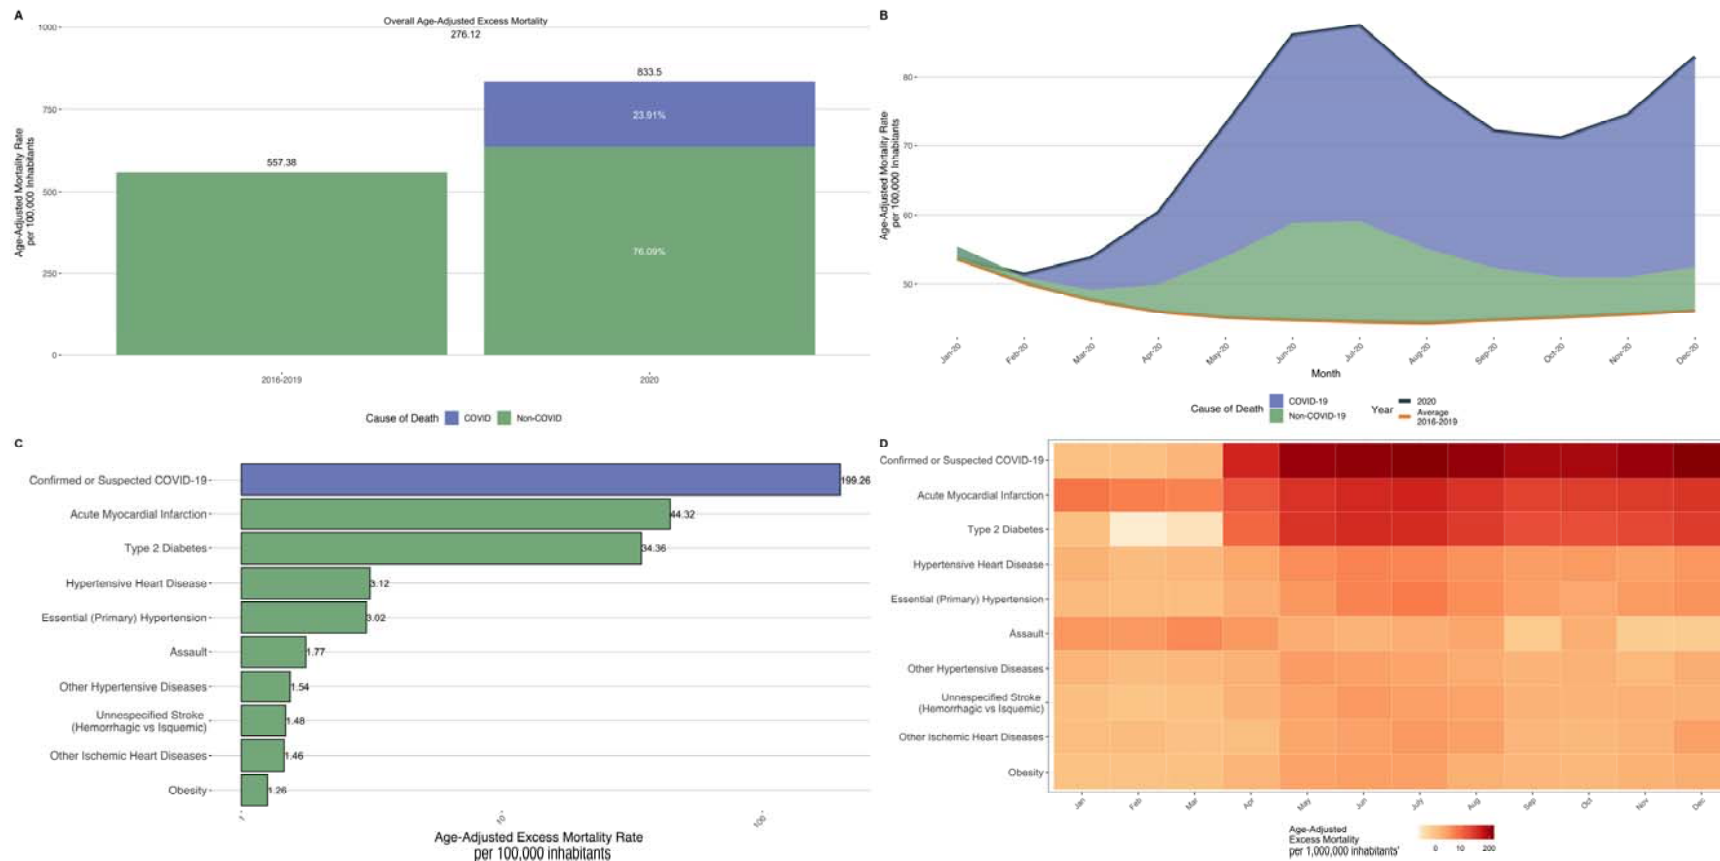 A
Overall Age-Adjusted Excess Mortality
276.12
1000
750
500
250
0
Age-Adjusted Mortality Rate
per 100,000 Inhabitants
557.38
833.5
23.91%
76.09%
2016-2019
2020
Cause of Death
COVID
Non-COVID
B
80
70
60
50
Age-Adjusted Mortality Rate
per 100,000 Inhabitants
Jan-20
Feb-20
Mar-20
Apr-20
May-20
Jun-20
Jul-20
Aug-20
Sep-20
Oct-20
Nov-20
Dec-20
Month
Cause of Death
COVID-19
Non-COVID-19
Year
2020
Average
2016-2019
C
Confirmed or Suspected COVID-19
199.26
Acute Myocardial Infarction
44.32
Type 2 Diabetes
34.36
Hypertensive Heart Disease
3.12
Essential (Primary) Hypertension
3.02
Assault
1.77
Other Hypertensive Diseases
1.54
Unnespecified Stroke
(Hemorrhagic vs Isquemic)
1.48
Other Ischemic Heart Diseases
1.46
Obesity
1.26
1
10
100
Age-Adjusted Excess Mortality Rate
per 100,000 inhabitants
D
Confirmed or Suspected COVID-19
Acute Myocardial Infarction
Type 2 Diabetes
Hypertensive Heart Disease
Essential (Primary) Hypertension
Assault
Other Hypertensive Diseases
Unnespecified Stroke
(Hemorrhagic vs Isquemic)
Other Ischemic Heart Diseases
Obesity
Jan
Feb
Mar
Apr
May
Jun
July
Aug
Sep
Oct
Nov
Dec
Age-Adjusted
Excess Mortality
per 1,000,000 inhabitants'
0
10
200